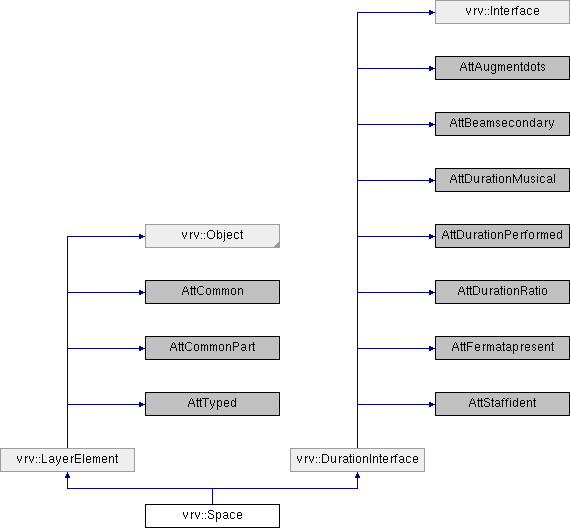 vrv::Interface
AttAugmentdots
AttBeamsecondary
AttDurationMusical
vrv::Object
AttDurationPerformed
AttCommon
AttDurationRatio
AttCommonPart
AttFermatapresent
AttTyped
AttStaffident
vrv::LayerElement
vrv::DurationInterface
vrv::Space